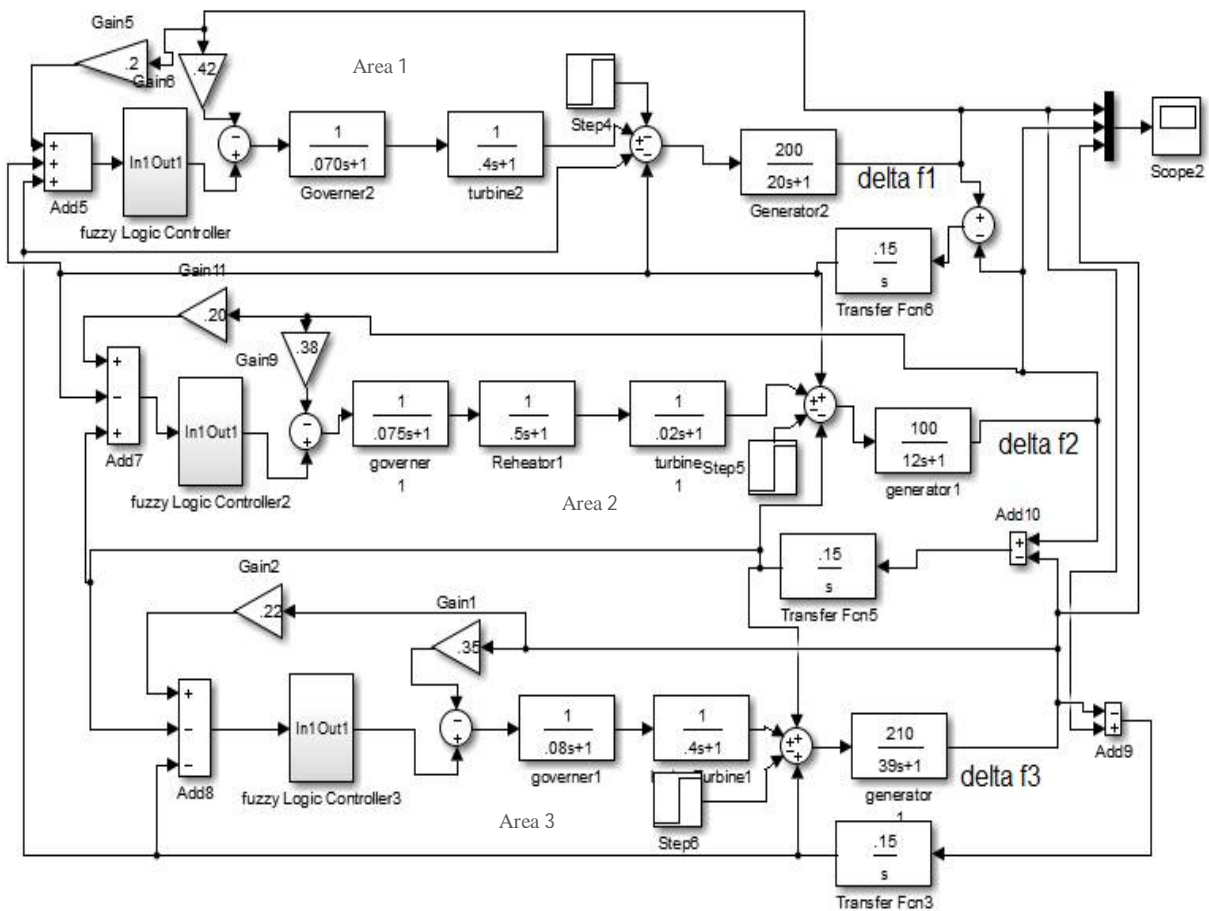 Gain5
.2
Gain6
.42
Area 1
Step4
+
+
+
Add5
In1Out1
fuzzy Logic Controller
-
+
1
.070s+1
Governer2
1
.4s+1
turbine2
+
-
-
200
20s+1
Generator2
delta f1
+
-
Scope2
.15
s
Transfer Fcn6
Gain11
.20
Gain9
.38
+
-
+
Add7
In1Out1
fuzzy Logic Controller2
-
+
1
.075s+1
governer
1
1
.5s+1
Reheator1
1
.02s+1
turbine
1
Step5
+
+
-
-
100
12s+1
generator1
delta f2
Area 2
Add10
+
-
.15
s
Transfer Fcn5
Gain2
.22
Gain1
.35
+
-
-
Add8
In1Out1
fuzzy Logic Controller3
-
+
1
.08s+1
governer1
1
.4s+1
Turbine1
Step6
+
+
-
+
210
39s+1
generator
1
delta f3
-
+
Add9
Area 3
.15
s
Transfer Fcn3